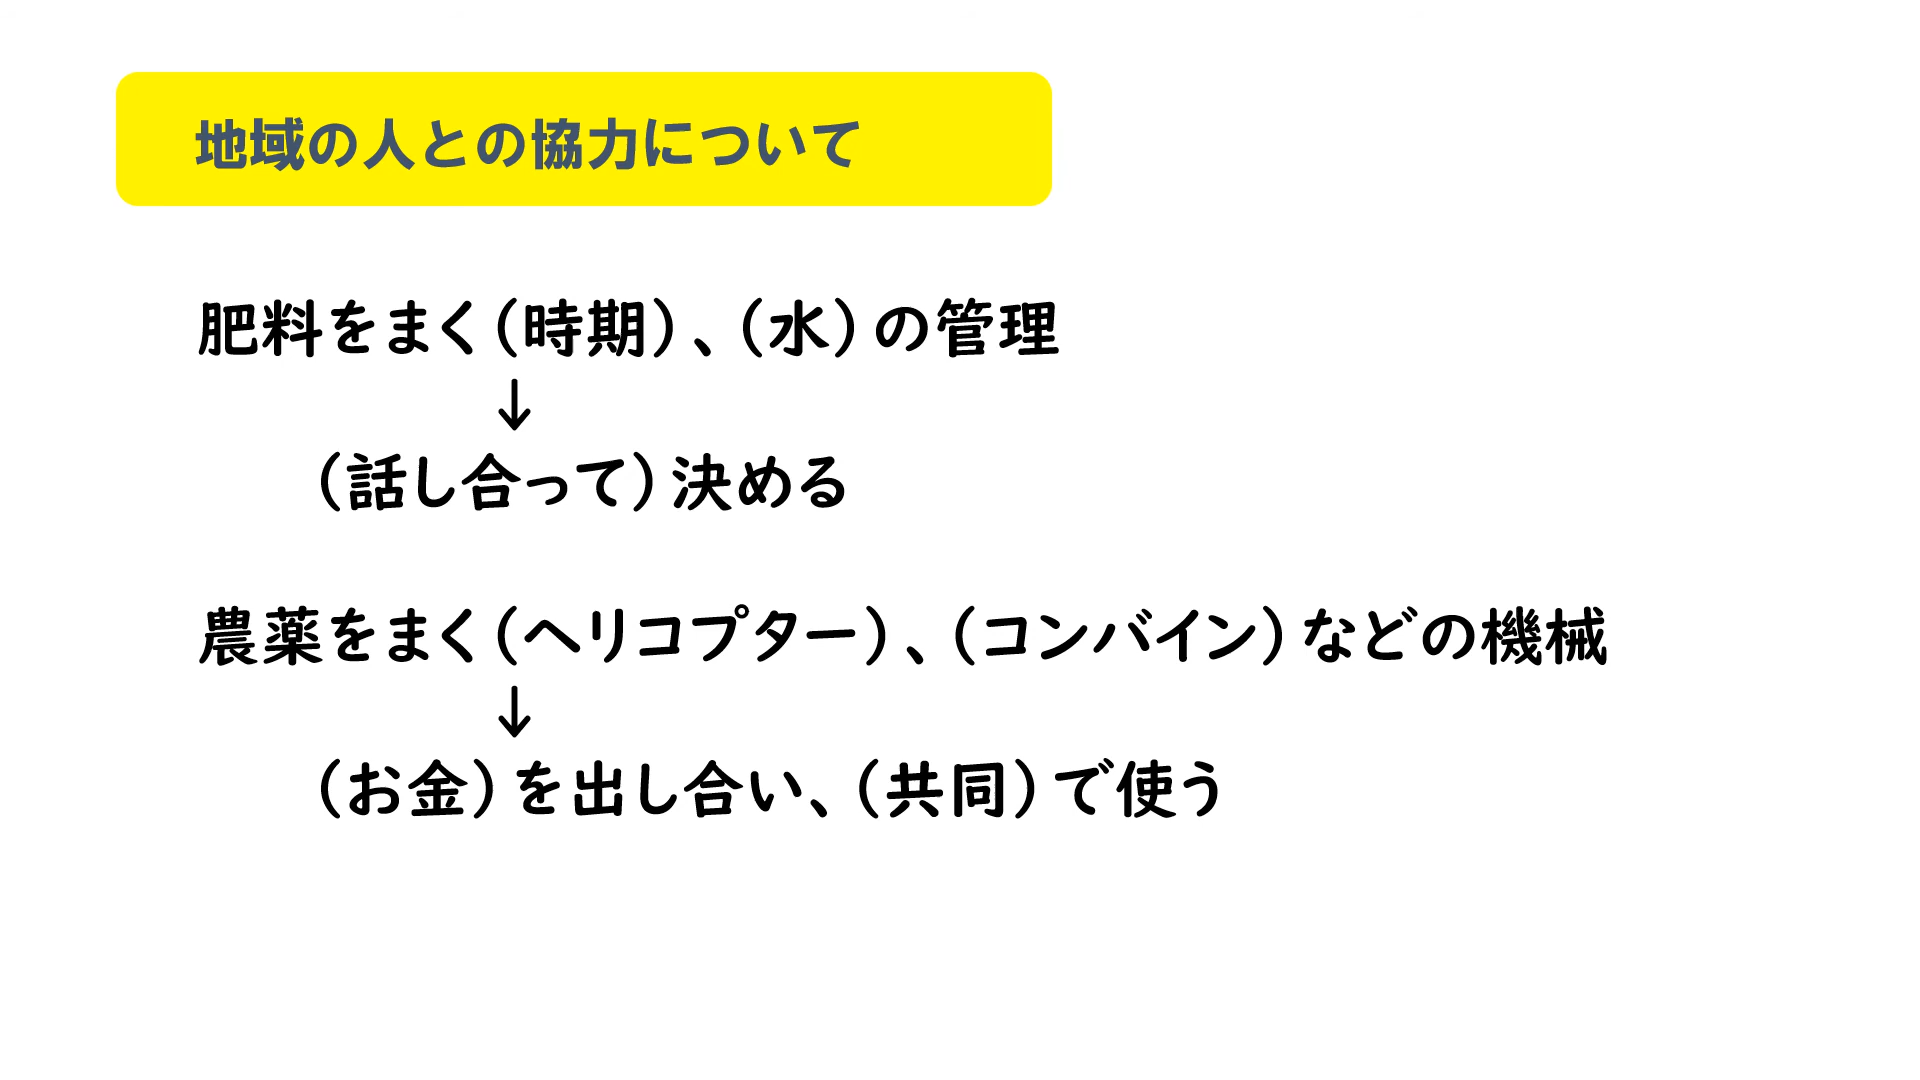 地域の人との協力について
肥料をまく（時期）、（水）の管理
↓
（話し合って）決める
農薬をまく（ヘリコプター）、（コンバイン）などの機械
↓
（お金）を出し合い、（共同）で使う